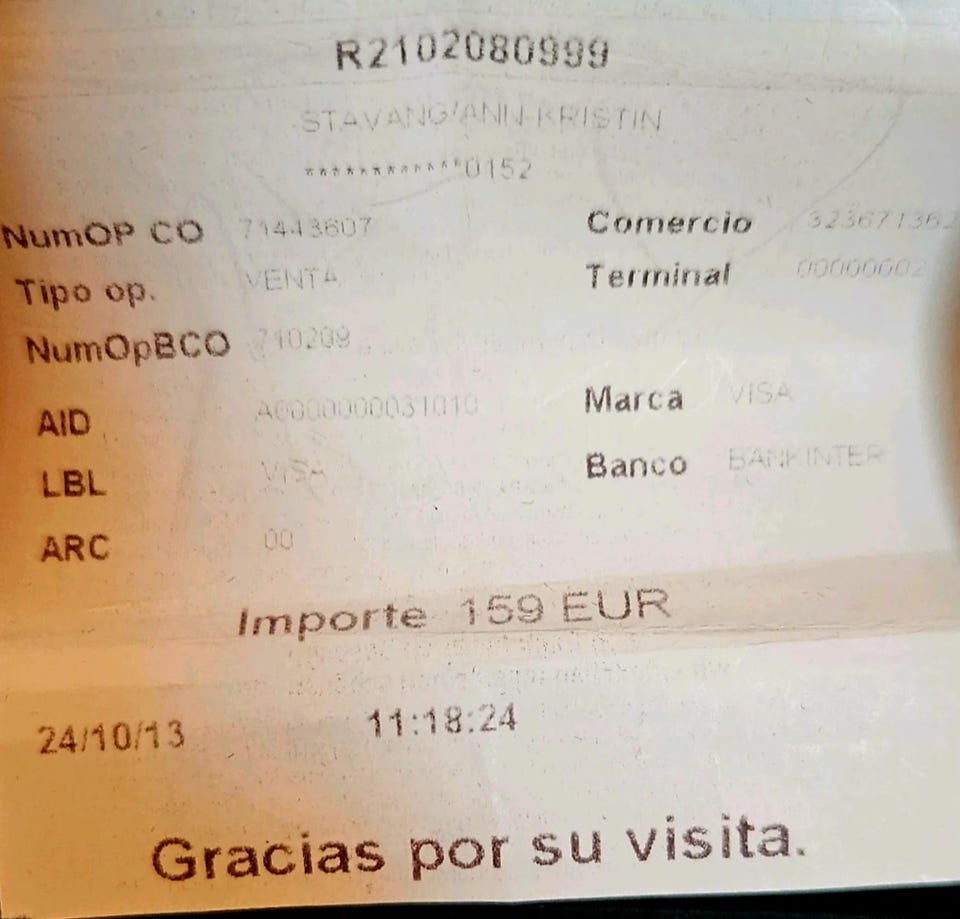 R2102080999
STAVANG/ANN-KRISTIN
************0152
NumOP CO 71443607 Comercio 323671362
Tipo op. VENTA Terminal 00000602
NumOpBCO 710209
AID A0000000031010 Marca VISA
LBL VISA Banco BANKINTER
ARC 00
Importe 159 EUR
24/10/13 11:18:24
Gracias por su visita.